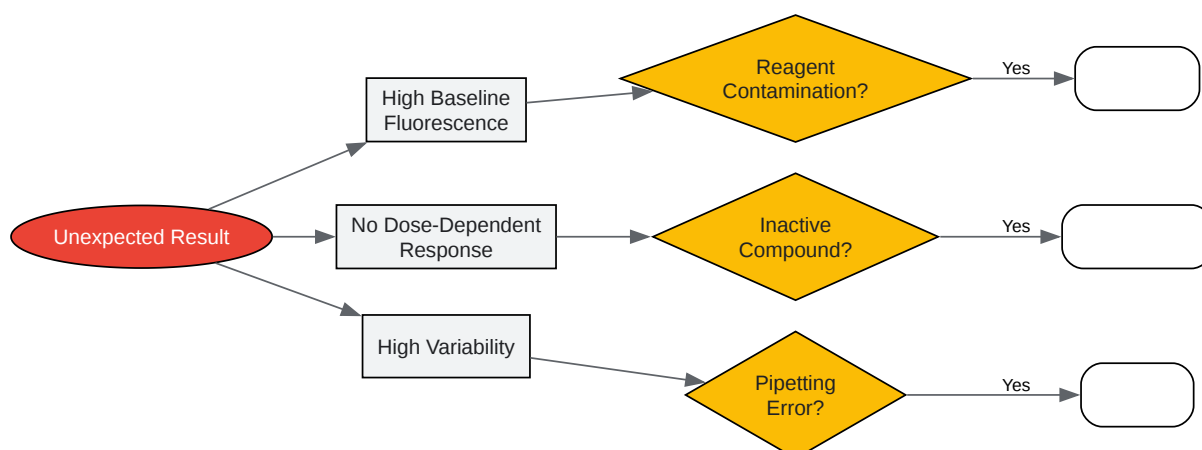 Unexpected Result
High Baseline
Fluorescence
Reagent
Contamination?
Yes
No Dose-Dependent
Response
Inactive
Compound?
Yes
High Variability
Pipetting
Error?
Yes